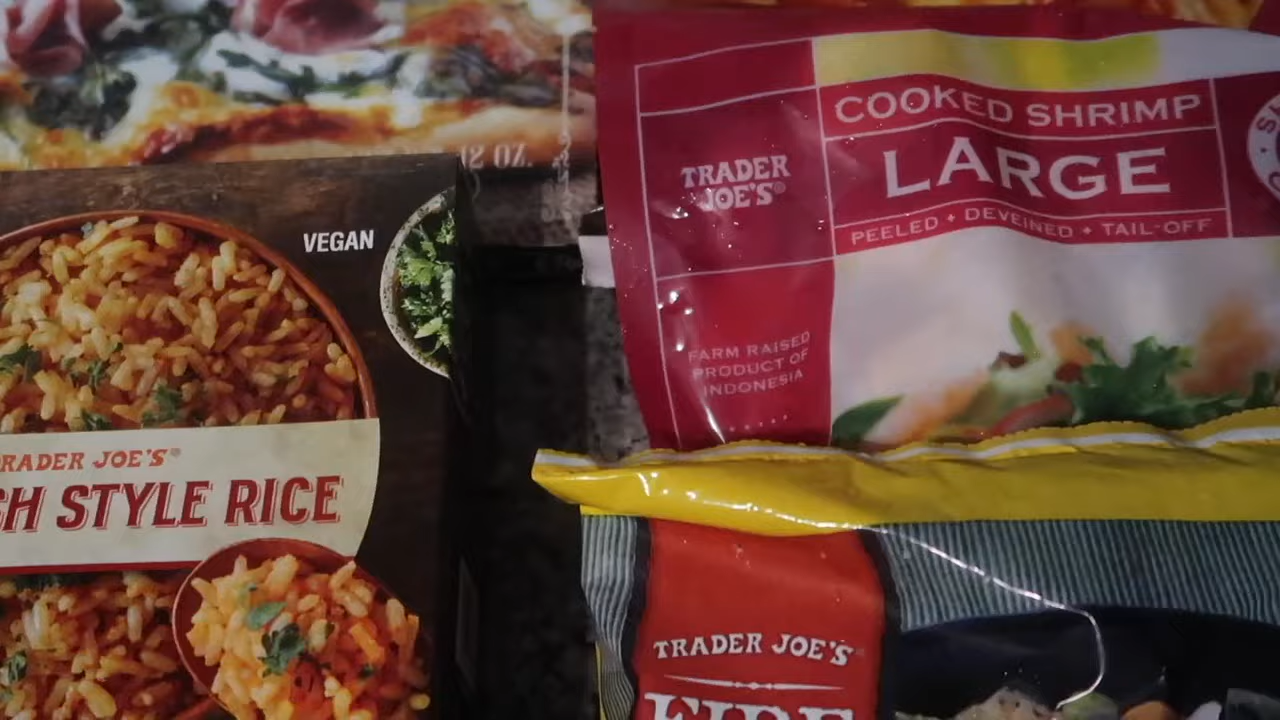 12 OZ.
VEGAN
TRADER JOE'S®
STYLE RICE
COOKED SHRIMP
LARGE
PEELED + DEVEINED + TAIL-OFF
TRADER
JOE'S®
FARM RAISED
PRODUCT OF
INDONESIA
TRADER JOE'S
FIRE